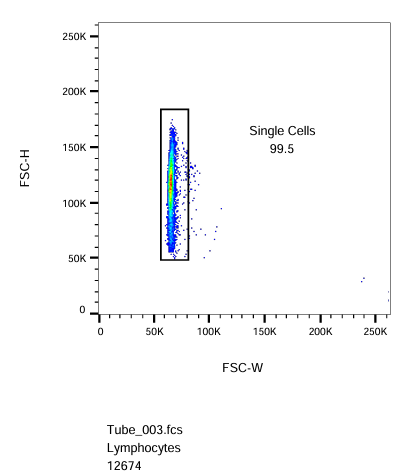 250K
200K
150K
100K
50K
0
FSC-H
Single Cells
99.5
0 50K 100K 150K 200K 250K
FSC-W
Tube_003.fcs
Lymphocytes
12674